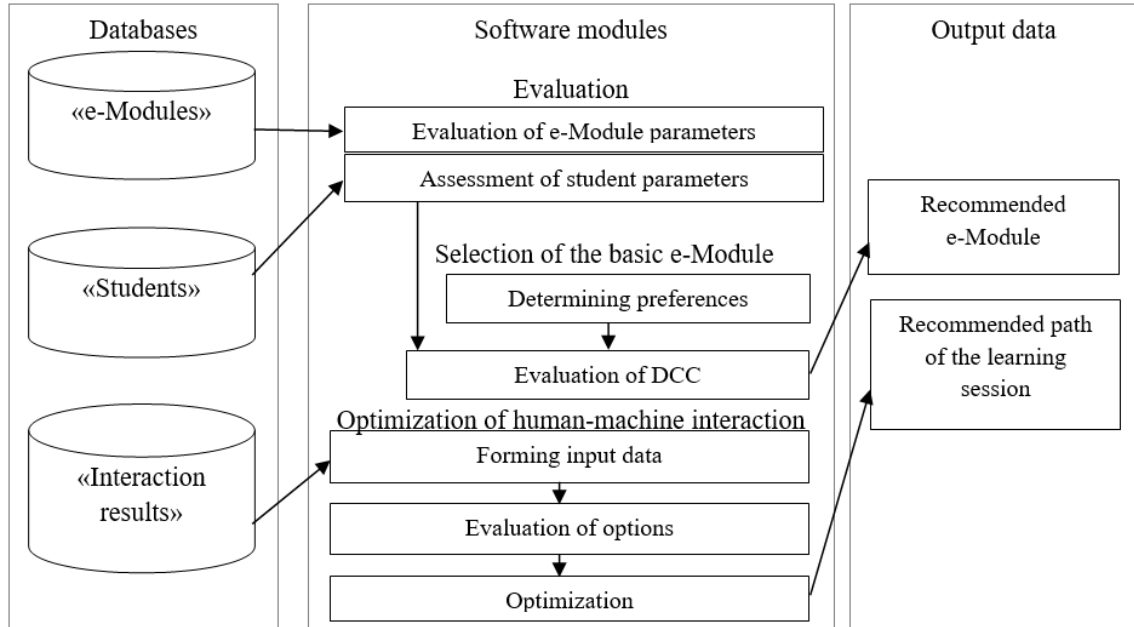 Databases
«e-Modules»
«Students»
«Interaction
results»
Software modules
Evaluation
Evaluation of e-Module parameters
Assessment of student parameters
Selection of the basic e-Module
Determining preferences
Evaluation of DCC
Optimization of human-machine interaction
Forming input data
Evaluation of options
Optimization
Output data
Recommended
e-Module
Recommended path
of the learning
session